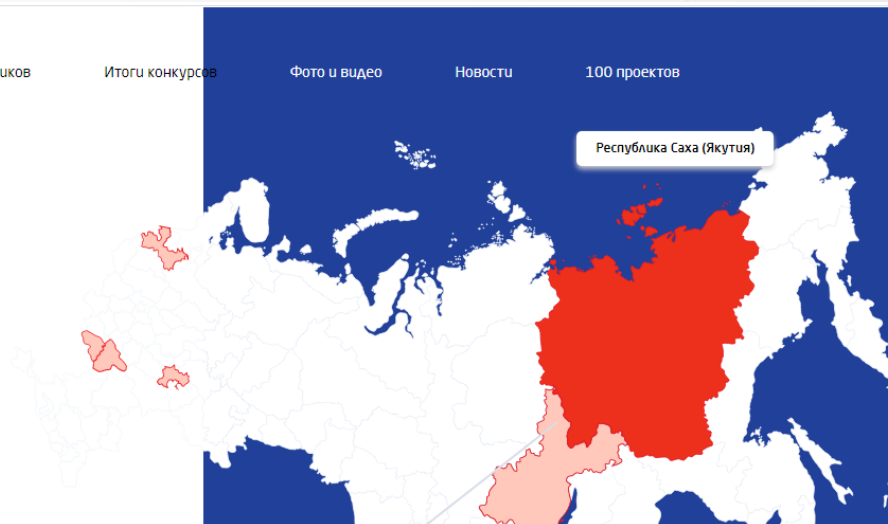 иков
Итоги конкурсов
Фото и видео
Новости
100 проектов
Республика Саха (Якутия)